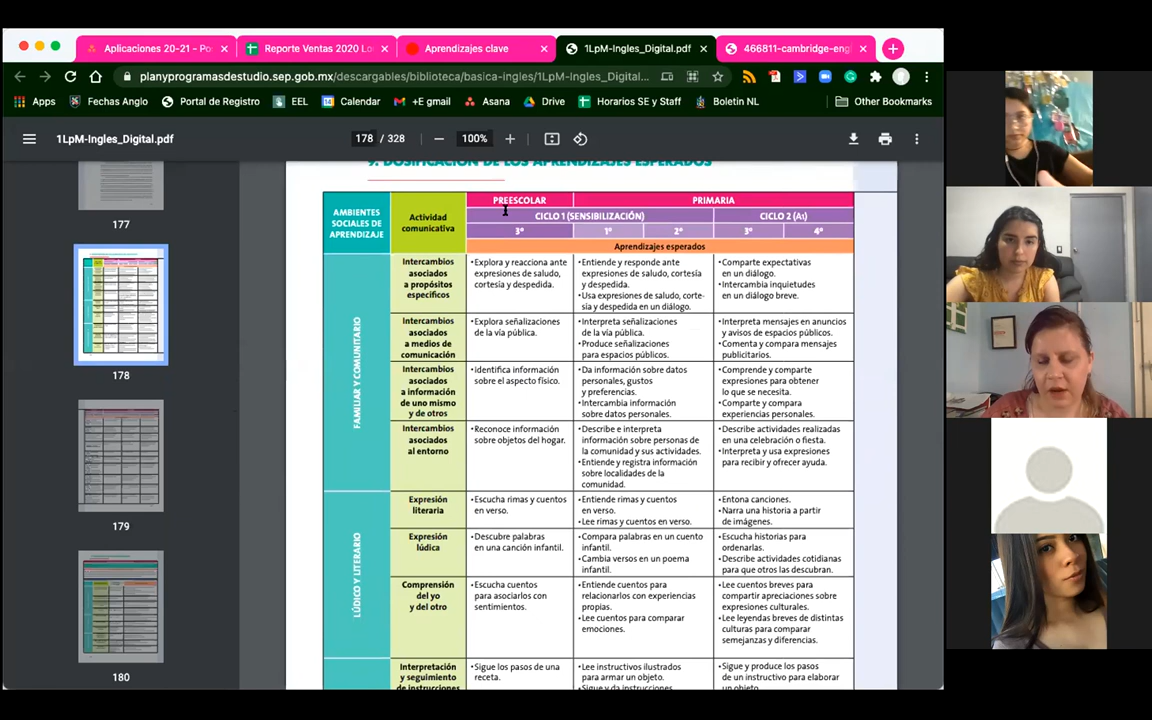 Aplicaciones 20-21 - Po
Reporte Ventas 2020 Lo
Aprendizajes clave
1LpM-Ingles_Digital.pdf
466811-cambridge-eng
planyprogramasdestudio.sep.gob.mx/descargables/biblioteca/basica-ingles/1LpM-Ingles_Digital...
Apps
Fechas Anglo
Portal de Registro
EEL
Calendar
+E gmail
Asana
Drive
Horarios SE y Staff
Boletin NL
Other Bookmarks
1LpM-Ingles_Digital.pdf
178 / 328
100%
177
178
179
180
9. DOSIFICACIÓN DE LOS APRENDIZAJES ESPERADOS
AMBIENTES
SOCIALES DE
APRENDIZAJE
Actividad
comunicativa
PREESCOLAR
PRIMARIA
CICLO 1 (SENSIBILIZACIÓN)
CICLO 2 (A1)
3º
1º
2º
3º
4º
Aprendizajes esperados
FAMILIAR Y COMUNITARIO
Intercambios
asociados
a propósitos
específicos
•Explora y reacciona ante
expresiones de saludo,
cortesía y despedida.
•Entiende y responde ante
expresiones de saludo, cortesía
y despedida.
•Usa expresiones de saludo, corte-
sía y despedida en un diálogo.
•Comparte expectativas
en un diálogo.
•Intercambia inquietudes
en un diálogo breve.
Intercambios
asociados
a medios de
comunicación
•Explora señalizaciones
de la vía pública.
•Interpreta señalizaciones
de la vía pública.
•Produce señalizaciones
para espacios públicos.
•Interpreta mensajes en anuncios
y avisos de espacios públicos.
•Comenta y compara mensajes
publicitarios.
Intercambios
asociados
a información
de uno mismo
y de otros
•Identifica información
sobre el aspecto físico.
•Da información sobre datos
personales, gustos
y preferencias.
•Intercambia información
sobre datos personales.
•Comprende y comparte
expresiones para obtener
lo que se necesita.
•Comparte y compara
experiencias personales.
Intercambios
asociados
al entorno
•Reconoce información
sobre objetos del hogar.
•Describe e interpreta
información sobre personas de
la comunidad y sus actividades.
•Entiende y registra información
sobre localidades de la
comunidad.
•Describe actividades realizadas
en una celebración o fiesta.
•Interpreta y usa expresiones
para recibir y ofrecer ayuda.
LÚDICO Y LITERARIO
Expresión
literaria
•Escucha rimas y cuentos
en verso.
•Entiende rimas y cuentos
en verso.
•Lee rimas y cuentos en verso.
•Entona canciones.
•Narra una historia a partir
de imágenes.
Expresión
lúdica
•Descubre palabras
en una canción infantil.
•Compara palabras en un cuento
infantil.
•Cambia versos en un poema
infantil.
•Escucha historias para
ordenarlas.
•Describe actividades cotidianas
para que otros las descubran.
Comprensión
del yo
y del otro
•Escucha cuentos
para asociarlos con
sentimientos.
•Entiende cuentos para
relacionarlos con experiencias
propias.
•Lee cuentos para comparar
emociones.
•Lee cuentos breves para
compartir apreciaciones sobre
expresiones culturales.
•Lee leyendas breves de distintas
culturas para comparar
semejanzas y diferencias.
Interpretación
y seguimiento
de instrucciones
•Sigue los pasos de una
receta.
•Lee instructivos ilustrados
para armar un objeto.
•Sigue y da instrucciones
•Sigue y produce los pasos
de un instructivo para elaborar
un objeto.